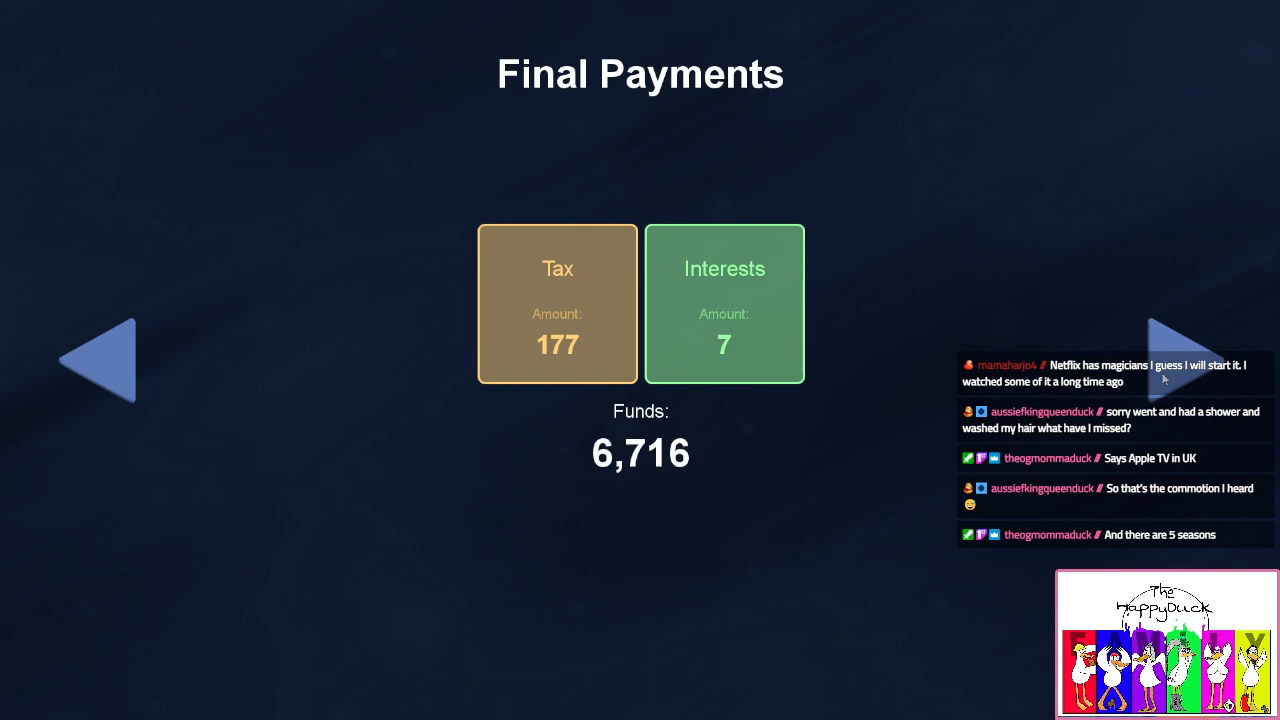 Final Payments
Tax
Amount:
177
Interests
Amount:
7
Funds:
6,716
mamaharjo4 // Netflix has magicians I guess I will start it. I
watched some of it a long time ago
aussiefkingqueenduck // sorry went and had a shower and
washed my hair what have I missed?
theogmommaduck // Says Apple TV in UK
aussiefkingqueenduck // So that's the commotion I heard
theogmommaduck // And there are 5 seasons
The
HappyDuck
FAMILY